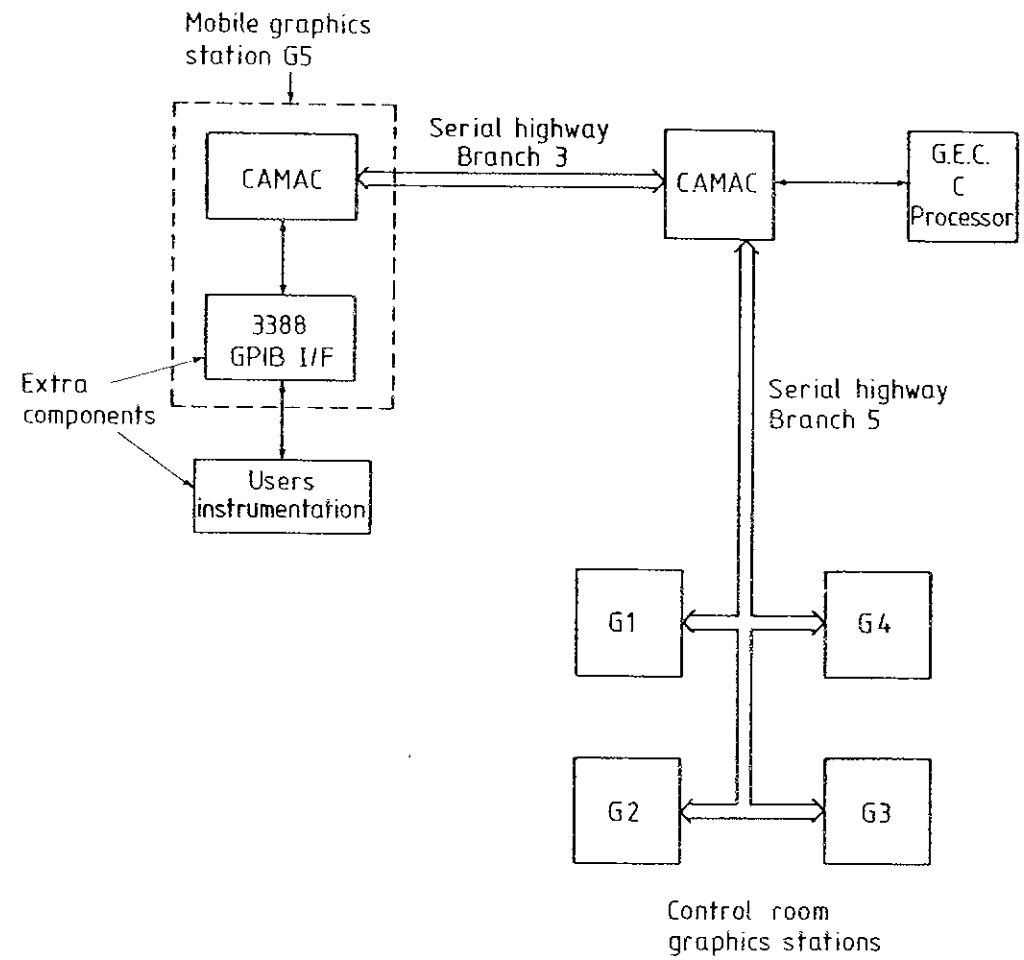 Mobile graphics
station G5
CAMAC
Serial highway
Branch 3
CAMAC
G.E.C.
C
Processor
3388
GPIB I/F
Extra
components
Users
instrumentation
Serial highway
Branch 5
G1
G4
G2
G3
Control room
graphics stations